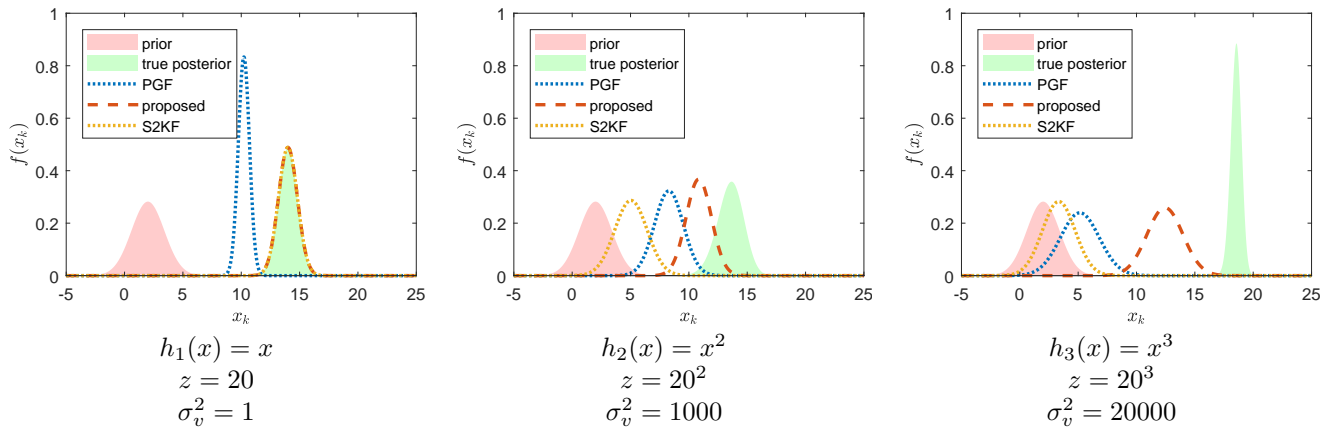 1
0.8
0.6
0.4
0.2
0
f(x_k)
prior
true posterior
PGF
proposed
S2KF
-5 0 5 10 15 20 25
x_k
h_1(x) = x
z = 20
σ_v^2 = 1
1
0.8
0.6
0.4
0.2
0
f(x_k)
prior
true posterior
PGF
proposed
S2KF
-5 0 5 10 15 20 25
x_k
h_2(x) = x^2
z = 20^2
σ_v^2 = 1000
1
0.8
0.6
0.4
0.2
0
f(x_k)
prior
true posterior
PGF
proposed
S2KF
-5 0 5 10 15 20 25
x_k
h_3(x) = x^3
z = 20^3
σ_v^2 = 20000